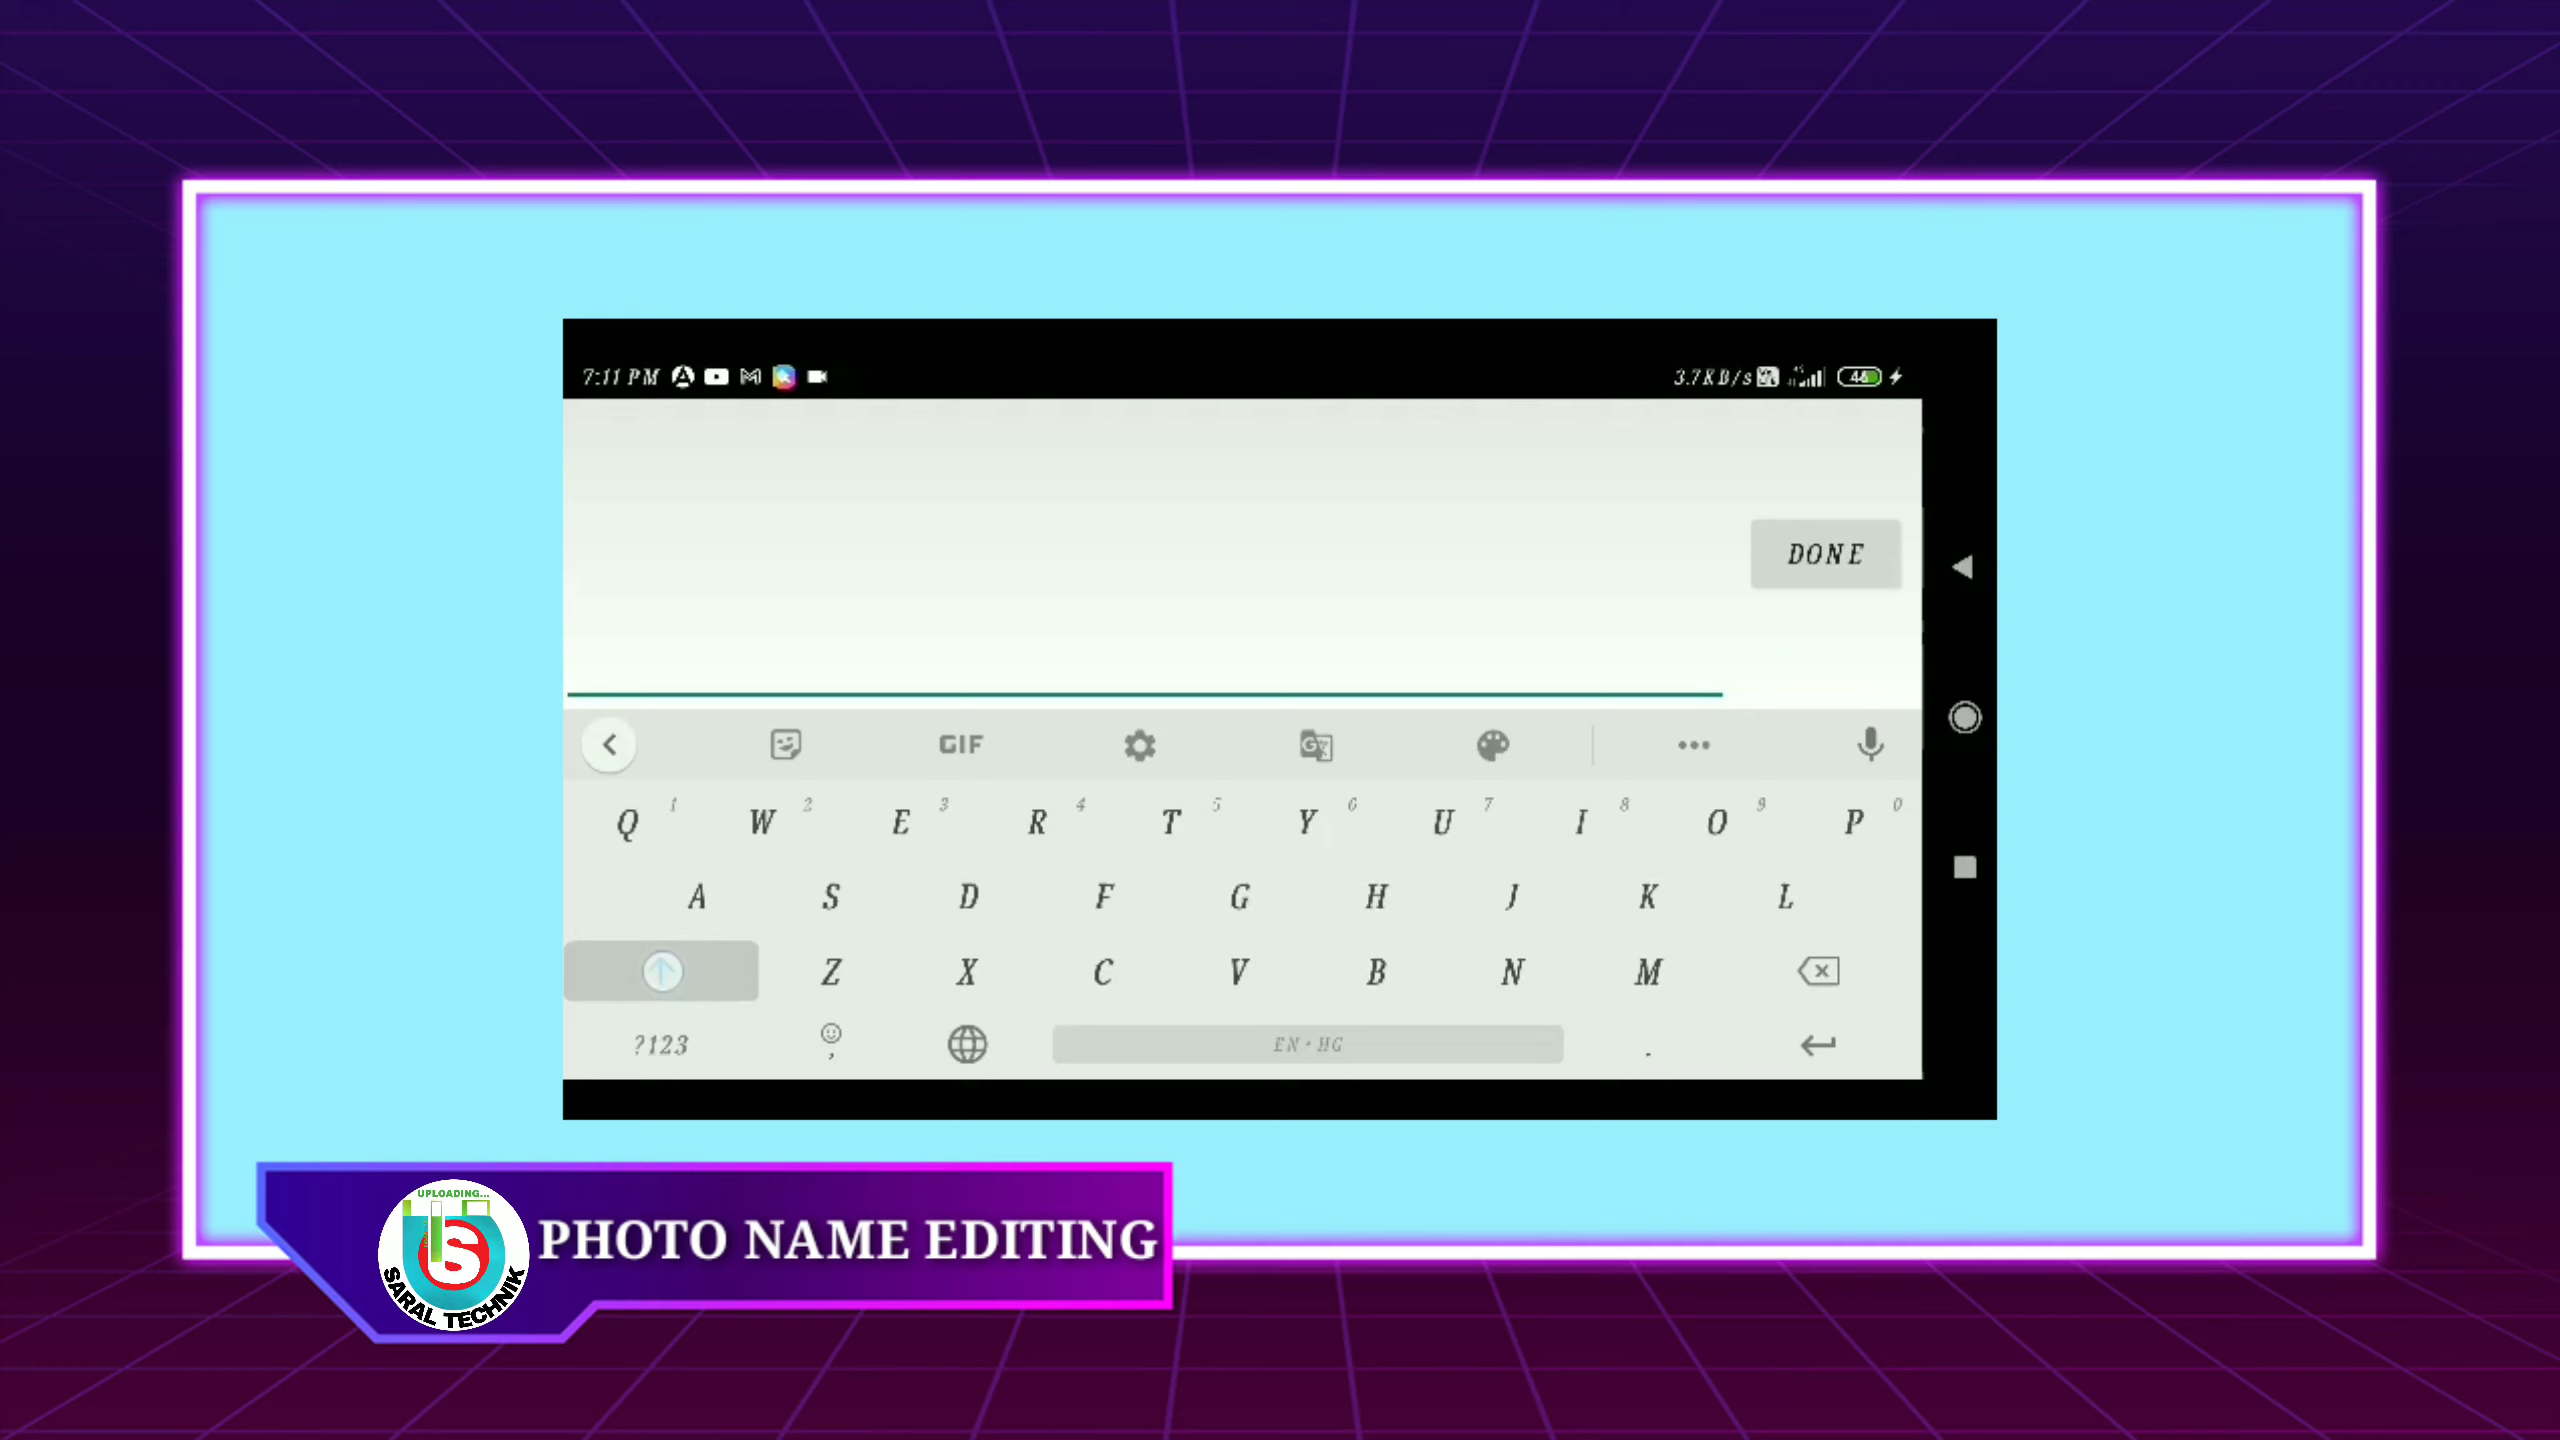 7:11 PM
3.7KB/s 46
DONE
GIF
Q 1 W 2 E 3 R 4 T 5 Y 6 U 7 I 8 O 9 P 0
A S D F G H J K L
Z X C V B N M
?123 , EN • HG .
UPLOADING...
S
SARAL TECHNIK
PHOTO NAME EDITING